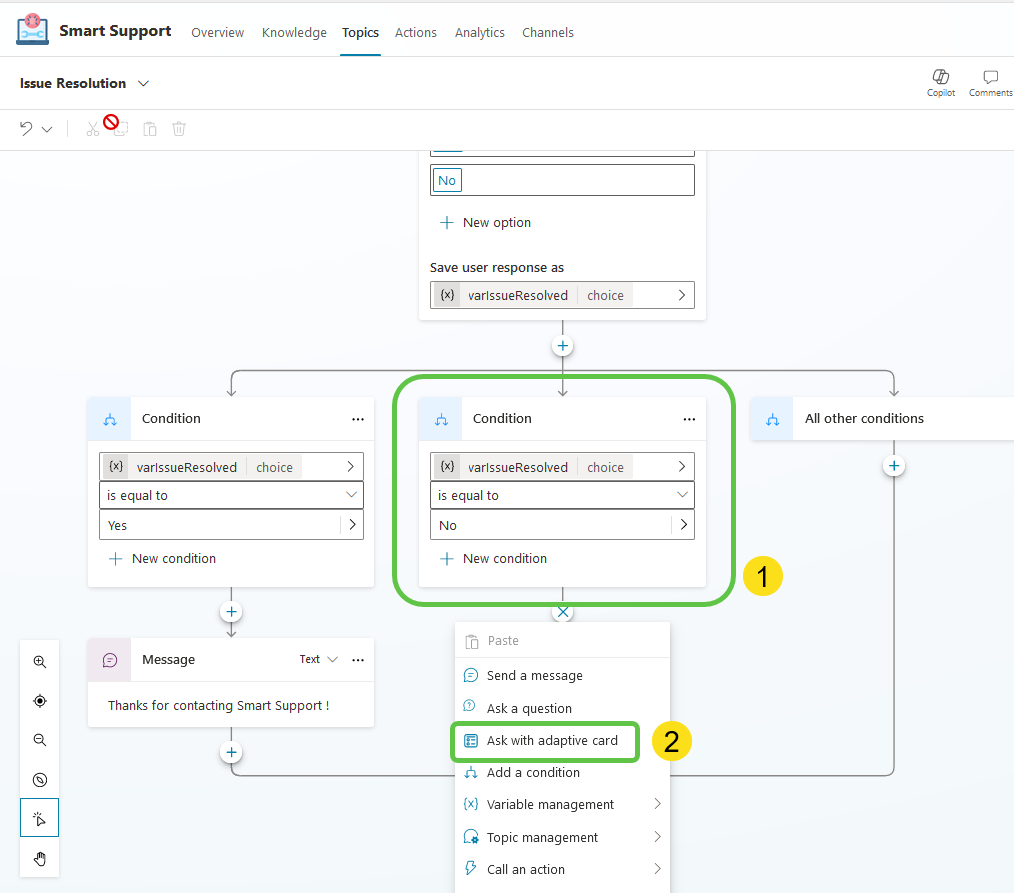 Smart Support
Overview
Knowledge
Topics
Actions
Analytics
Channels
Issue Resolution
Copilot
Comments
No
New option
Save user response as
{x} varIssueResolved choice
Condition ...
{x} varIssueResolved choice
is equal to
Yes
New condition
Condition ...
{x} varIssueResolved choice
is equal to
No
New condition
1
All other conditions
Message Text ...
Thanks for contacting Smart Support !
Paste
Send a message
Ask a question
Ask with adaptive card
2
Add a condition
{x} Variable management
Topic management
Call an action